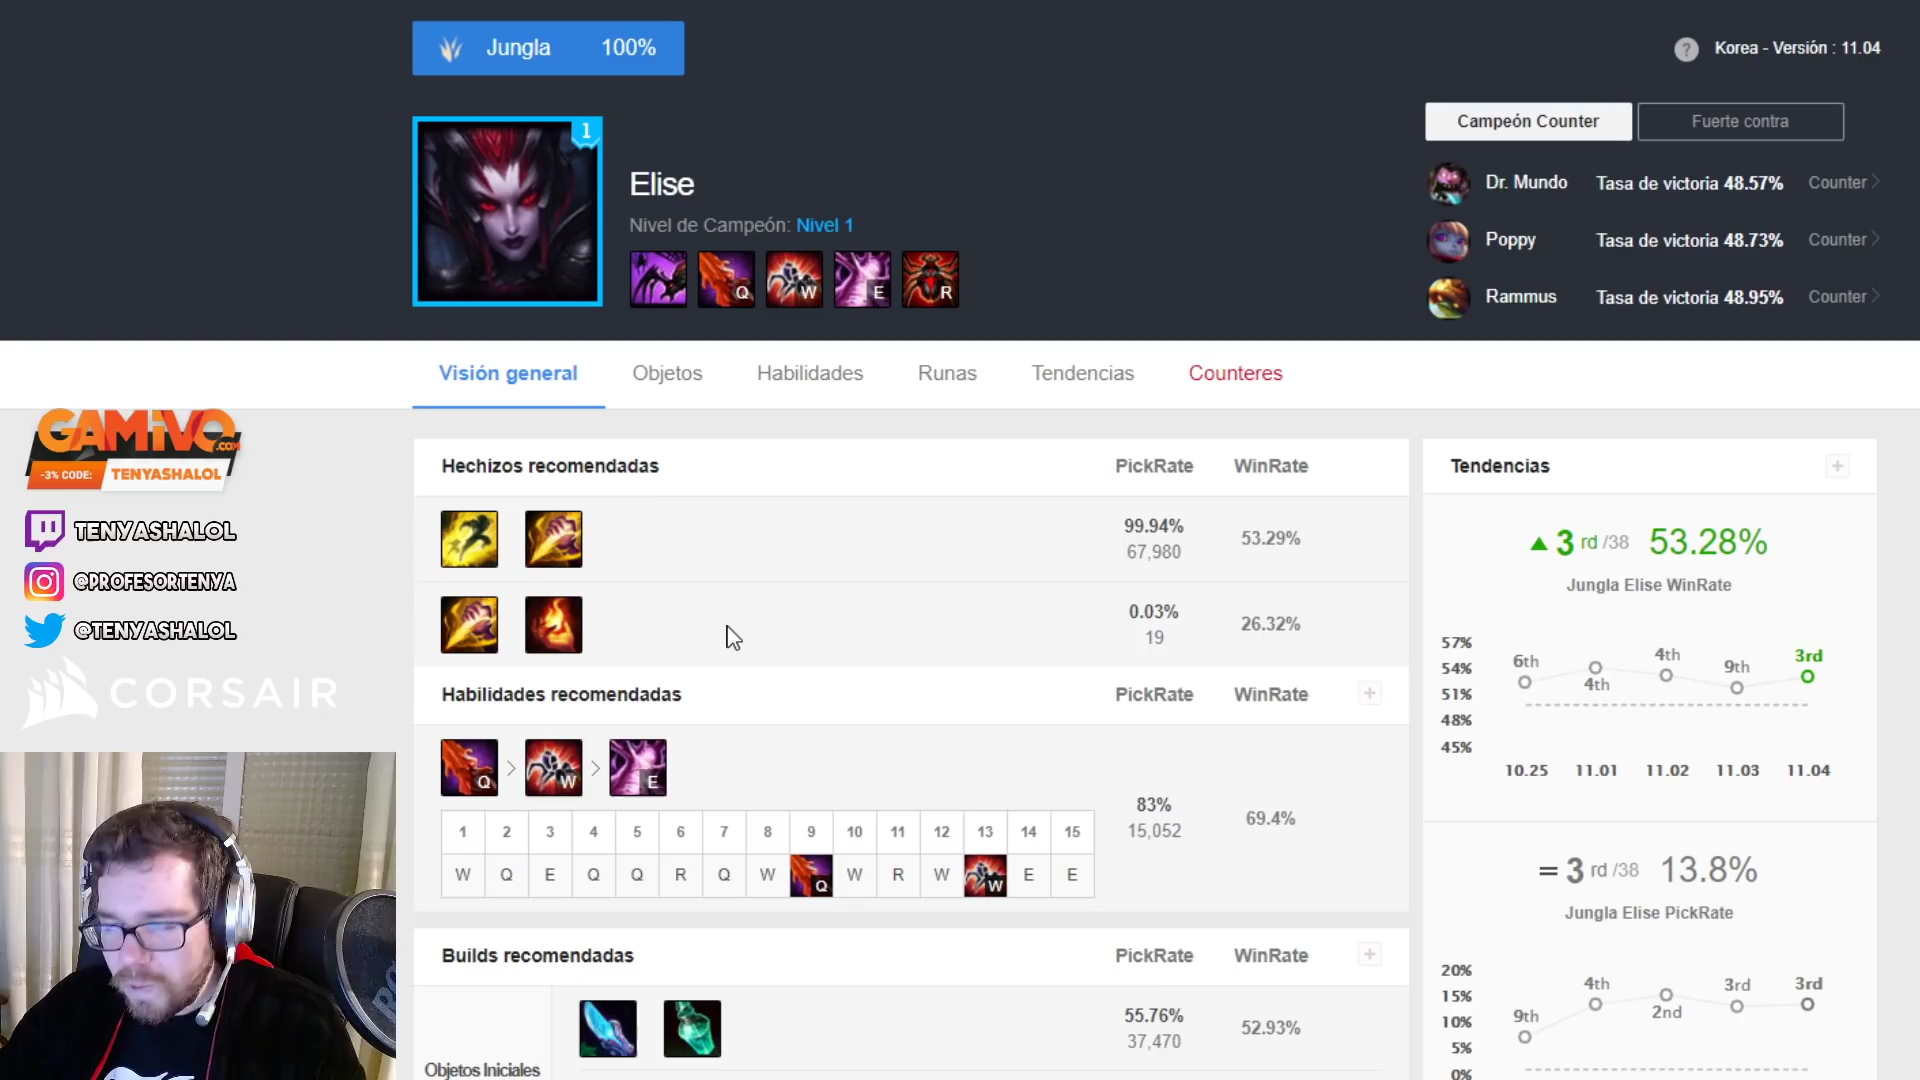 Jungla 100%
? Korea - Versión : 11.04
Campeón Counter Fuerte contra
1
Elise
Nivel de Campeón: Nivel 1
Q W E R
Dr. Mundo Tasa de victoria 48.57% Counter
Poppy Tasa de victoria 48.73% Counter
Rammus Tasa de victoria 48.95% Counter
Visión general Objetos Habilidades Runas Tendencias Counteres
GAMIVO.COM
-3% CODE: TENYASHALOL
TENYASHALOL
@PROFESORTENYA
@TENYASHALOL
CORSAIR
Hechizos recomendadas PickRate WinRate
99.94%
67,980
53.29%
0.03%
19
26.32%
Habilidades recomendadas PickRate WinRate +
Q > W > E
1 2 3 4 5 6 7 8 9 10 11 12 13 14 15
W Q E Q Q R Q W Q W R W W E E
83%
15,052
69.4%
Builds recomendadas PickRate WinRate +
Objetos Iniciales
55.76%
37,470
52.93%
Tendencias +
3 rd /38 53.28%
Jungla Elise WinRate
57%
54%
51%
48%
45%
6th 4th 4th 9th 3rd
10.25 11.01 11.02 11.03 11.04
= 3 rd /38 13.8%
Jungla Elise PickRate
20%
15%
10%
5%
0%
9th 4th 2nd 3rd 3rd